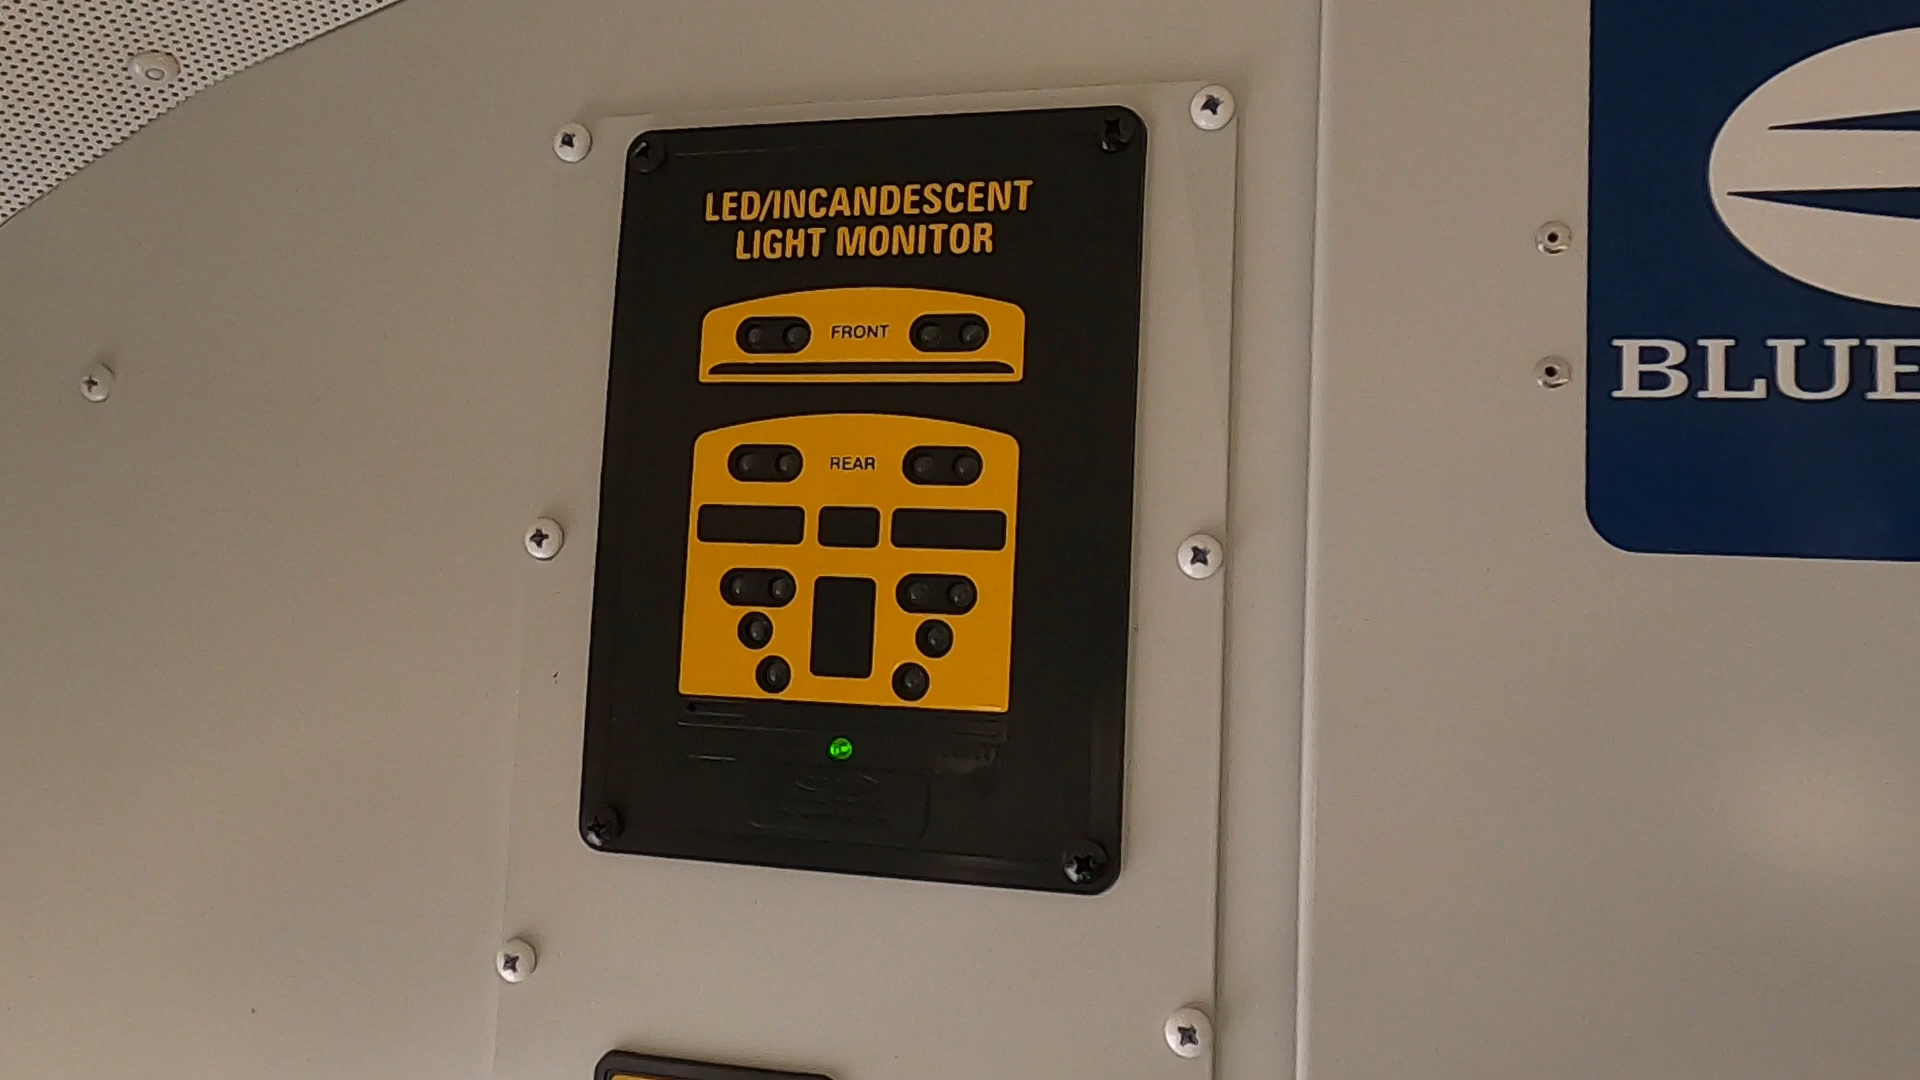 LED/INCANDESCENT
LIGHT MONITOR
FRONT
REAR
BLUE